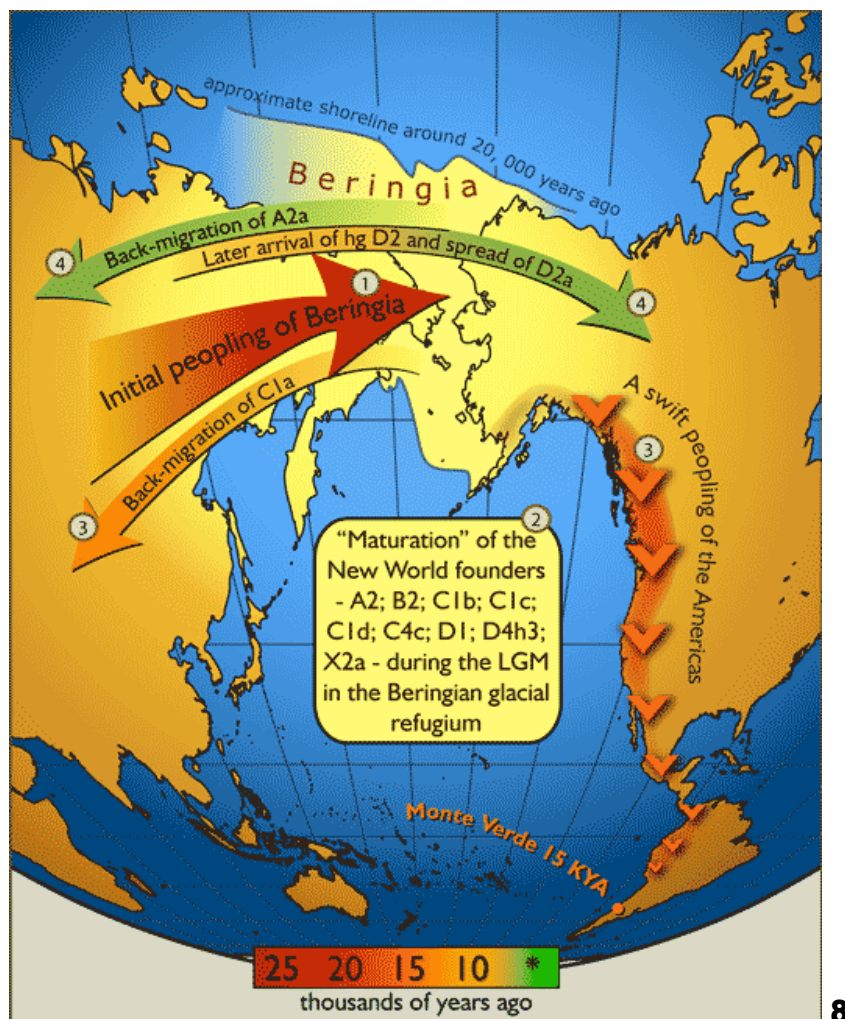 approximate shoreline around 20, 000 years ago
Beringia
Back-migration of A2a
Later arrival of hg D2 and spread of D2a
4
1
4
Initial peopling of Beringia
Back-migration of C1a
3
A swift peopling of the Americas
3
2
“Maturation” of the
New World founders
- A2; B2; C1b; C1c;
C1d; C4c; D1; D4h3;
X2a - during the LGM
in the Beringian glacial
refugium
Monte Verde 15 KYA
25 20 15 10 *
thousands of years ago
8